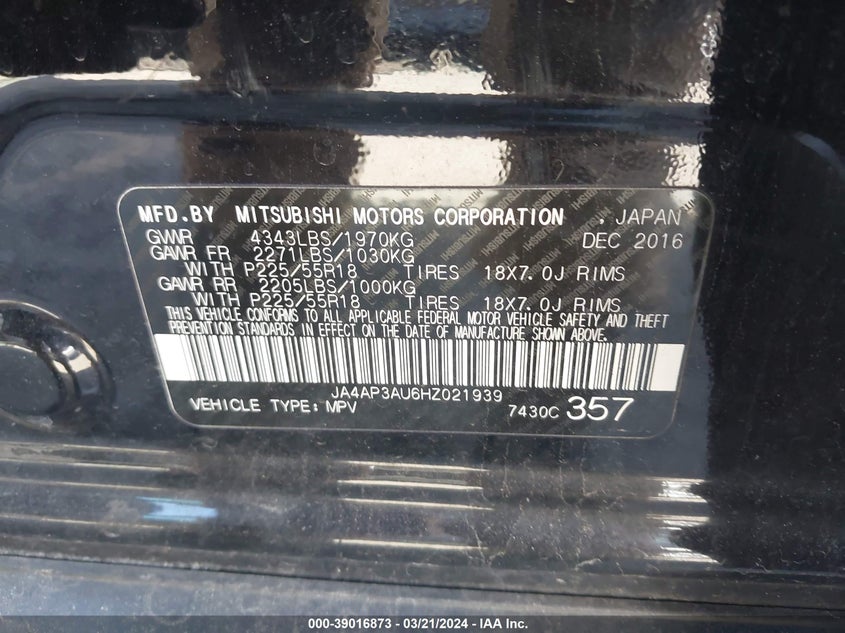 MFD.BY MITSUBISHI MOTORS CORPORATION , JAPAN
GVWR 4343LBS/1970KG DEC 2016
GAWR FR 2271LBS/1030KG
WITH P225/55R18 TIRES 18X7.0J RIMS
GAWR RR 2205LBS/1000KG
WITH P225/55R18 TIRES 18X7.0J RIMS
THIS VEHICLE CONFORMS TO ALL APPLICABLE FEDERAL MOTOR VEHICLE SAFETY AND THEFT
PREVENTION STANDARDS IN EFFECT ON THE DATE OF MANUFACTURE SHOWN ABOVE.
JA4AP3AU6HZ021939
VEHICLE TYPE: MPV 7430C 357
000-39016873 / 03/21/2024 - IAA Inc.